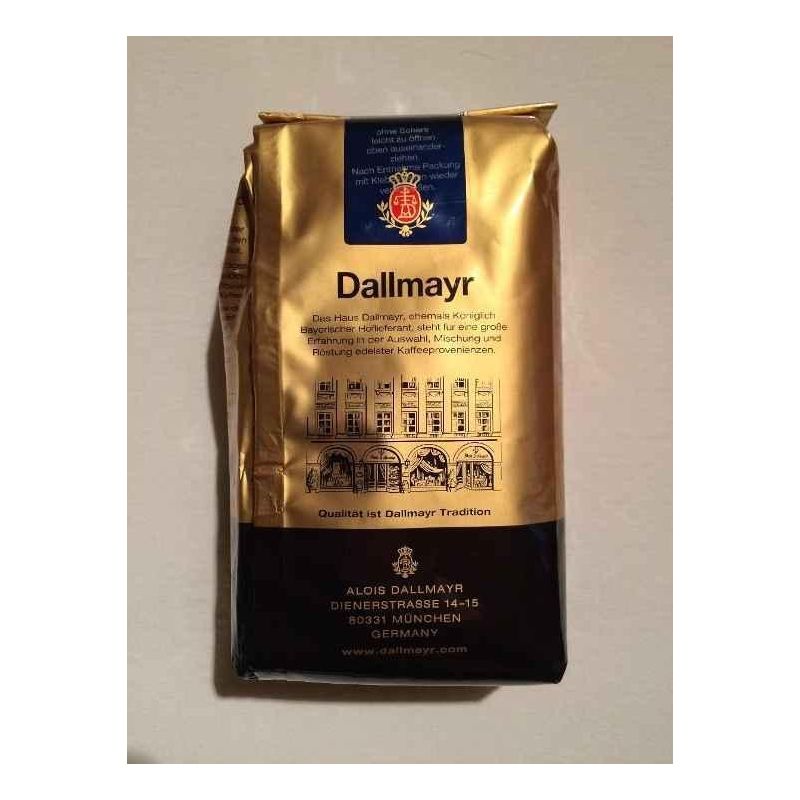 ohne Schere
leicht zu öffnen,
oben auseinander-
ziehen.
Nach Entnahme Packung
mit wieder
Dallmayr
Das Haus Dallmayr, ehemals Königlich
Bayerischer Hoflieferant, steht für eine große
Erfahrung in der Auswahl, Mischung und
Röstung edelster Kaffeeprovenienzen.
Qualität ist Dallmayr Tradition
ALOIS DALLMAYR
DIENERSTRASSE 14-15
80331 MÜNCHEN
GERMANY
www.dallmayr.com